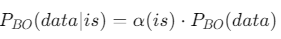 P_{BO}(data|is) = α(is) · P_{BO}(data)